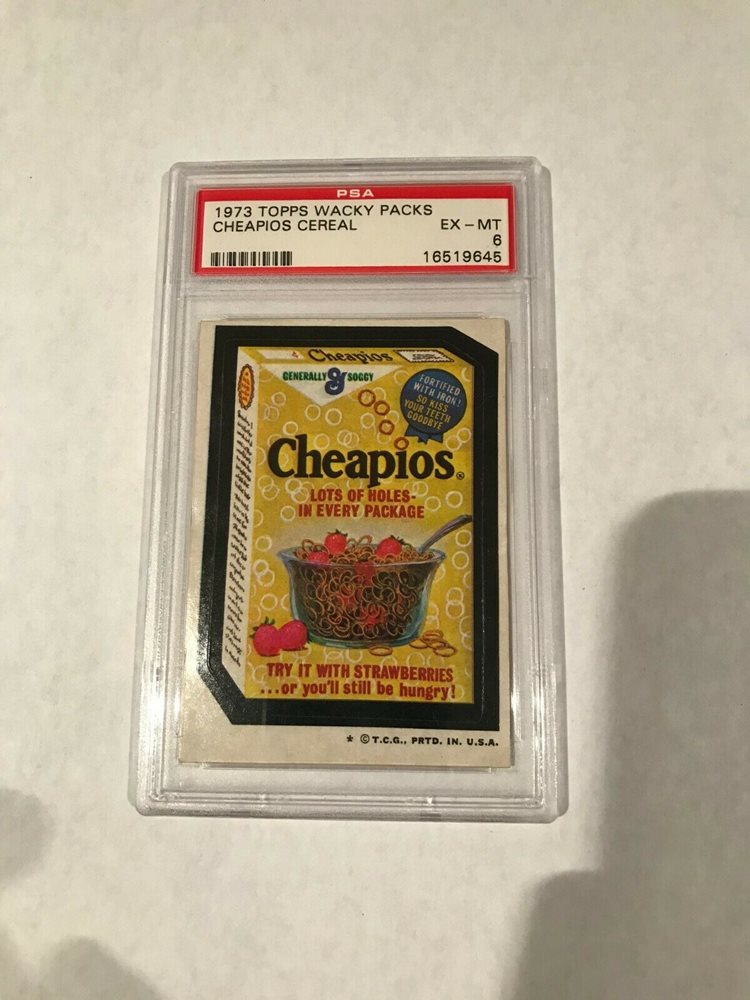 PSA
1973 TOPPS WACKY PACKS
CHEAPIOS CEREAL EX - MT
6
16519645
Cheapios
GENERALLY G SOGGY
FORTIFIED
WITH IRON!
SO KISS
YOUR TEETH
GOODBYE
Cheapios®
LOTS OF HOLES-
IN EVERY PACKAGE
TRY IT WITH STRAWBERRIES
...or you'll still be hungry!
* © T.C.G., PRTD. IN. U.S.A.